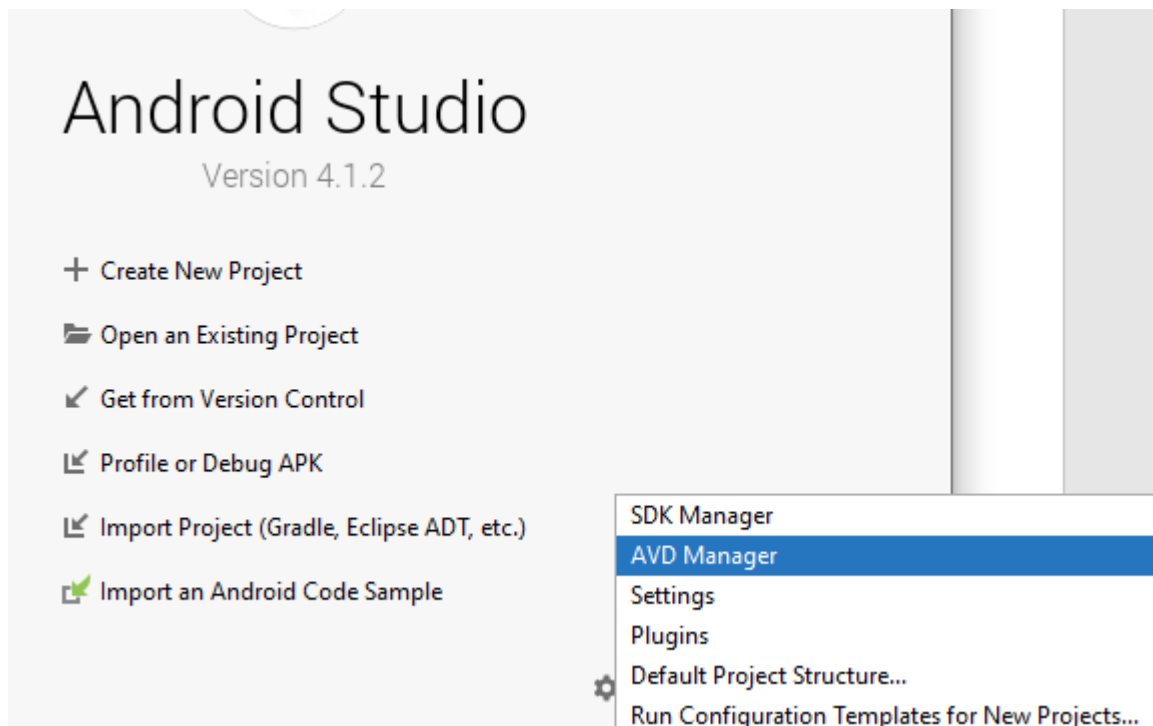 Android Studio
Version 4.1.2
Create New Project
Open an Existing Project
Get from Version Control
Profile or Debug APK
Import Project (Gradle, Eclipse ADT, etc.)
Import an Android Code Sample
SDK Manager
AVD Manager
Settings
Plugins
Default Project Structure...
Run Configuration Templates for New Projects...